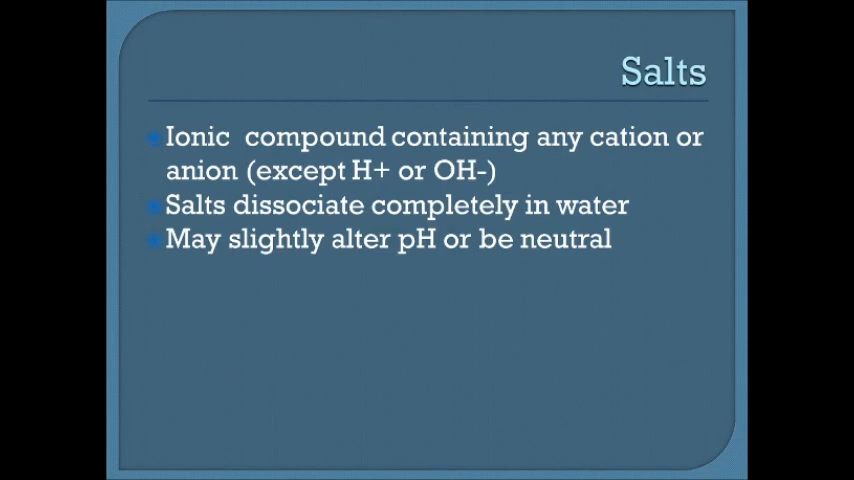 Salts
Ionic  compound containing any cation or
anion (except H+ or OH-)
Salts dissociate completely in water
May slightly alter pH or be neutral